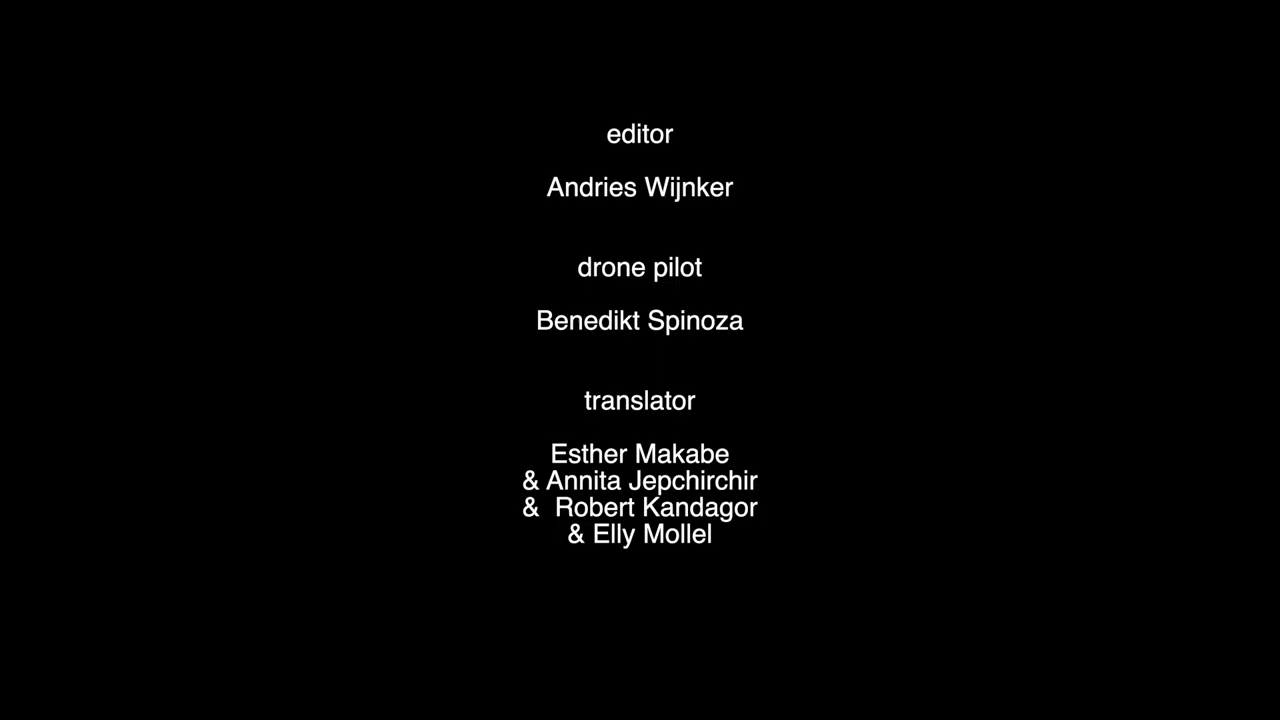 editor
Andries Wijnker
drone pilot
Benedikt Spinoza
translator
Esther Makabe
& Annita Jepchirchir
&  Robert Kandagor
& Elly Mollel